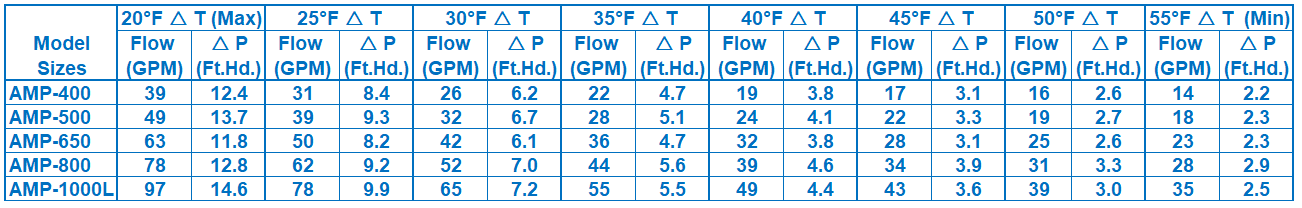 20°F △ T (Max) 25°F △ T 30°F △ T 35°F △ T 40°F △ T 45°F △ T 50°F △ T 55°F △ T (Min)
Model Flow △ P Flow △ P Flow △ P Flow △ P Flow △ P Flow △ P Flow △ P Flow △ P
Sizes (GPM) (Ft.Hd.) (GPM) (Ft.Hd.) (GPM) (Ft.Hd.) (GPM) (Ft.Hd.) (GPM) (Ft.Hd.) (GPM) (Ft.Hd.) (GPM) (Ft.Hd.) (GPM) (Ft.Hd.)
AMP-400 39 12.4 31 8.4 26 6.2 22 4.7 19 3.8 17 3.1 16 2.6 14 2.2
AMP-500 49 13.7 39 9.3 32 6.7 28 5.1 24 4.1 22 3.3 19 2.7 18 2.3
AMP-650 63 11.8 50 8.2 42 6.1 36 4.7 32 3.8 28 3.1 25 2.6 23 2.3
AMP-800 78 12.8 62 9.2 52 7.0 44 5.6 39 4.6 34 3.9 31 3.3 28 2.9
AMP-1000L 97 14.6 78 9.9 65 7.2 55 5.5 49 4.4 43 3.6 39 3.0 35 2.5